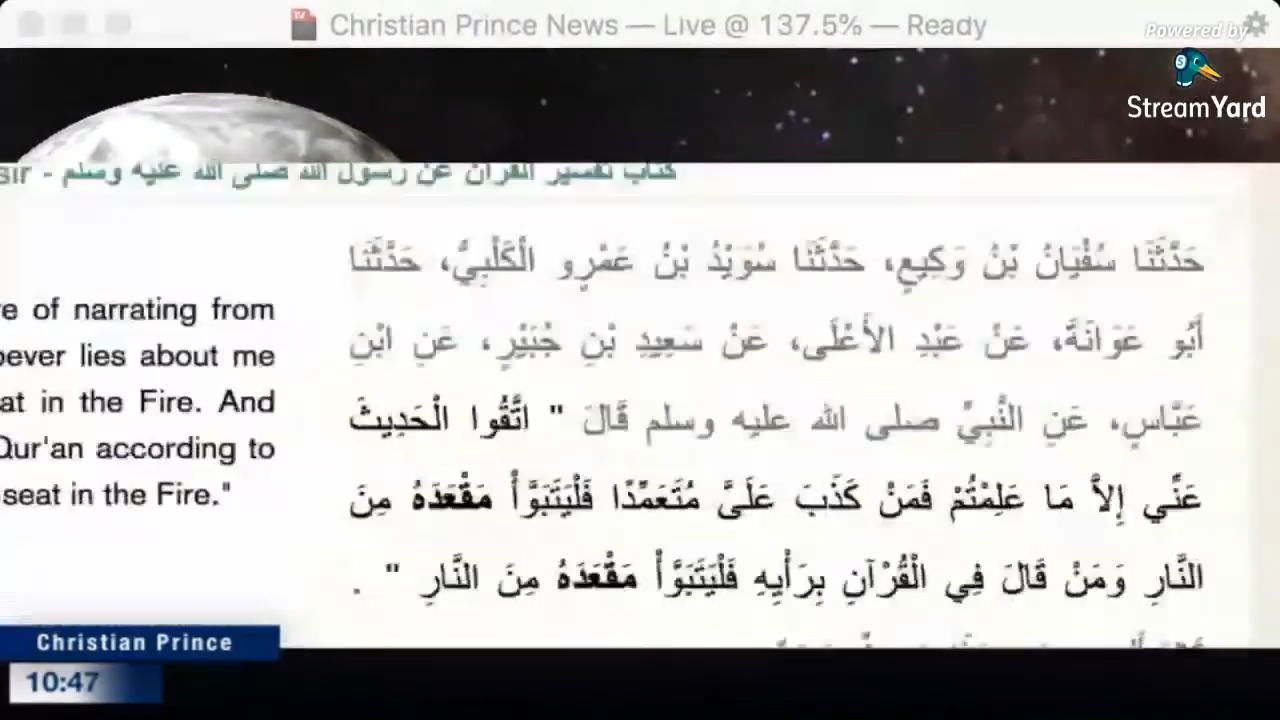 Christian Prince News — Live @ 137.5% — Ready
Powered by
StreamYard
sir - كتاب تفسير القرآن عن رسول الله صلى الله عليه وسلم
حَدَّثَنَا سُفْيَانُ بْنُ وَكِيعٍ، حَدَّثَنَا سُوَيْدُ بْنُ عَمْرٍو الْكَلْبِيُّ، حَدَّثَنَا
أَبُو عَوَانَةَ، عَنْ عَبْدِ الأَعْلَى، عَنْ سَعِيدِ بْنِ جُبَيْرٍ، عَنِ ابْنِ
عَبَّاسٍ، عَنِ النَّبِيِّ صلى الله عليه وسلم قَالَ " اتَّقُوا الْحَدِيثَ
عَنِّي إِلاَّ مَا عَلِمْتُمْ فَمَنْ كَذَبَ عَلَىَّ مُتَعَمِّدًا فَلْيَتَبَوَّأْ مَقْعَدَهُ مِنَ
النَّارِ وَمَنْ قَالَ فِي الْقُرْآنِ بِرَأْيِهِ فَلْيَتَبَوَّأْ مَقْعَدَهُ مِنَ النَّارِ " .
e of narrating from
ever lies about me
at in the Fire. And
Qur'an according to
seat in the Fire."
Christian Prince
10:47